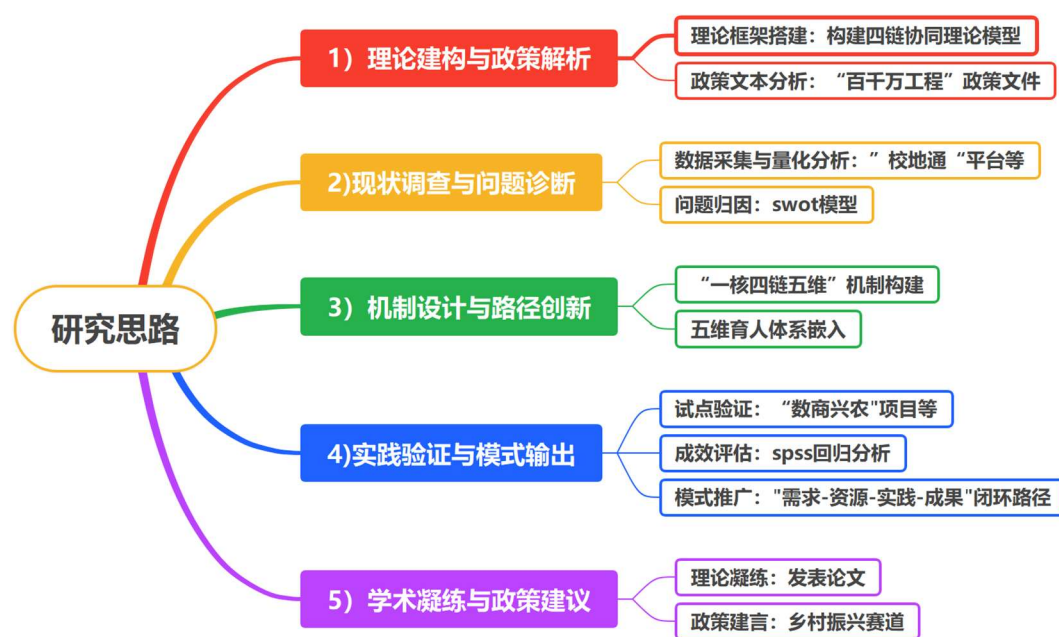 研究思路
1）理论建构与政策解析
理论框架搭建：构建四链协同理论模型
政策文本分析：“百千万工程”政策文件
2)现状调查与问题诊断
数据采集与量化分析：”校地通“平台等
问题归因：swot模型
3）机制设计与路径创新
“一核四链五维”机制构建
五维育人体系嵌入
4)实践验证与模式输出
试点验证：“数商兴农"项目等
成效评估：spss回归分析
模式推广："需求-资源-实践-成果"闭环路径
5）学术凝练与政策建议
理论凝练：发表论文
政策建言：乡村振兴赛道